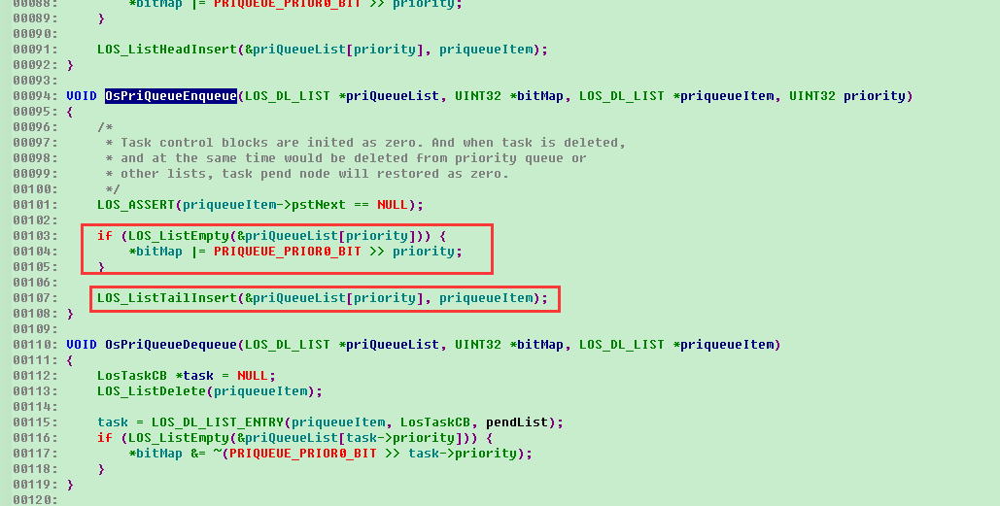 00088:         *bitMap |= PRIQUEUE_PRIOR0_BIT >> priority;
00089:     }
00090:
00091:     LOS_ListHeadInsert(&priQueueList[priority], priqueueItem);
00092: }
00093:
00094: VOID OsPriQueueEnqueue(LOS_DL_LIST *priQueueList, UINT32 *bitMap, LOS_DL_LIST *priqueueItem, UINT32 priority)
00095: {
00096:     /*
00097:      * Task control blocks are inited as zero. And when task is deleted,
00098:      * and at the same time would be deleted from priority queue or
00099:      * other lists, task pend node will restored as zero.
00100:      */
00101:     LOS_ASSERT(priqueueItem->pstNext == NULL);
00102:
00103:     if (LOS_ListEmpty(&priQueueList[priority])) {
00104:         *bitMap |= PRIQUEUE_PRIOR0_BIT >> priority;
00105:     }
00106:
00107:     LOS_ListTailInsert(&priQueueList[priority], priqueueItem);
00108: }
00109:
00110: VOID OsPriQueueDequeue(LOS_DL_LIST *priQueueList, UINT32 *bitMap, LOS_DL_LIST *priqueueItem)
00111: {
00112:     LosTaskCB *task = NULL;
00113:     LOS_ListDelete(priqueueItem);
00114:
00115:     task = LOS_DL_LIST_ENTRY(priqueueItem, LosTaskCB, pendList);
00116:     if (LOS_ListEmpty(&priQueueList[task->priority])) {
00117:         *bitMap &= ~(PRIQUEUE_PRIOR0_BIT >> task->priority);
00118:     }
00119: }
00120: